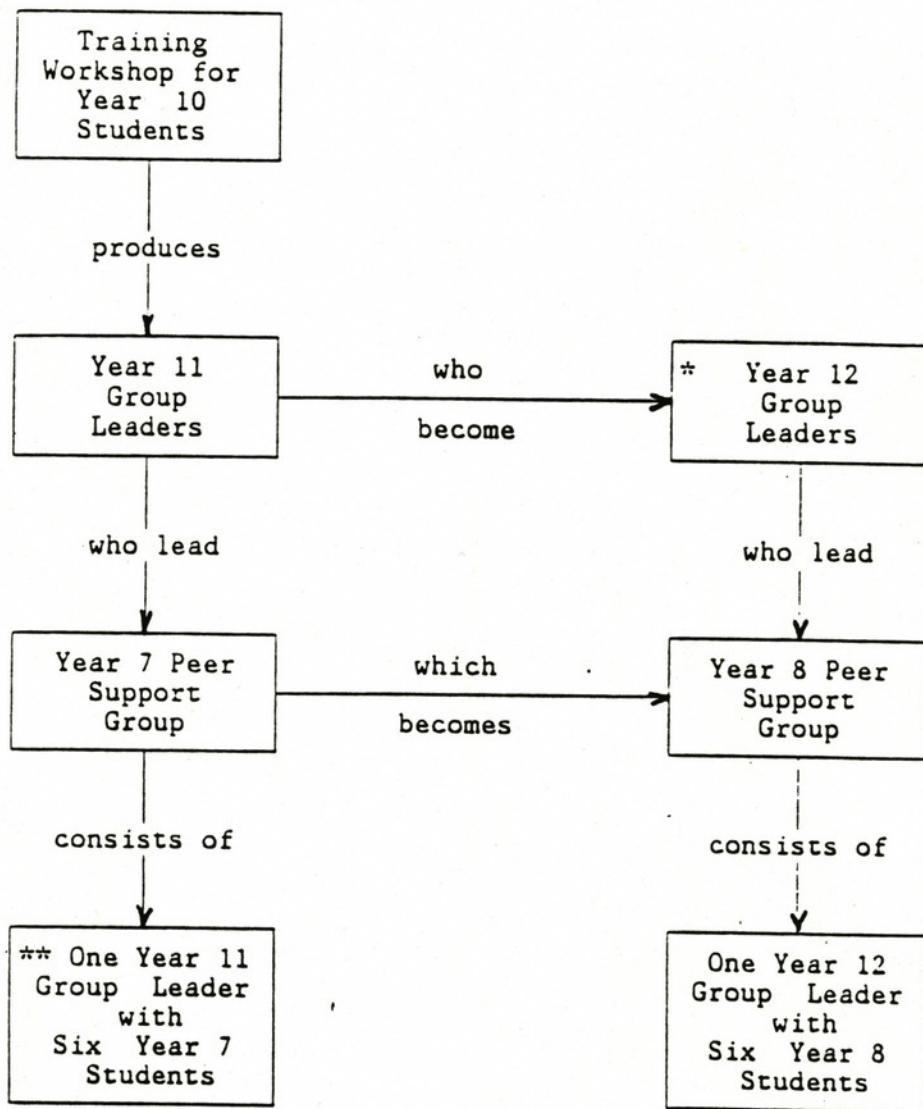 Training
Workshop for
Year 10
Students
produces
Year 11
Group
Leaders
who
become
* Year 12
Group
Leaders
who lead
who lead
Year 7 Peer
Support
Group
which
becomes
Year 8 Peer
Support
Group
consists of
consists of
** One Year 11
Group Leader
with
Six Year 7
Students
One Year 12
Group Leader
with
Six Year 8
Students